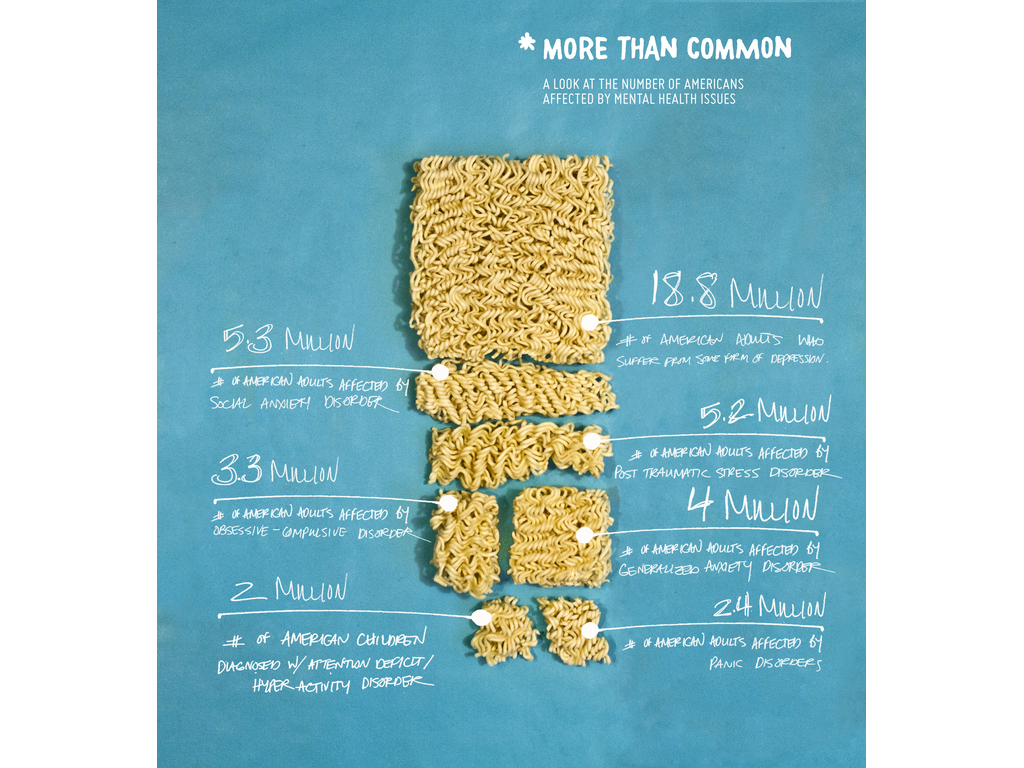 * MORE THAN COMMON
A LOOK AT THE NUMBER OF AMERICANS
AFFECTED BY MENTAL HEALTH ISSUES
18.8 MILLION
# OF AMERICAN ADULTS WHO
SUFFER FROM SOME FORM OF DEPRESSION.
5.3 MILLION
# OF AMERICAN ADULTS AFFECTED BY
SOCIAL ANXIETY DISORDER
5.2 MILLION
# OF AMERICAN ADULTS AFFECTED BY
POST TRAUMATIC STRESS DISORDER
3.3 MILLION
# OF AMERICAN ADULTS AFFECTED BY
OBSESSIVE-COMPULSIVE DISORDER
4 MILLION
# OF AMERICAN ADULTS AFFECTED BY
GENERALIZED ANXIETY DISORDER
2 MILLION
# OF AMERICAN CHILDREN
DIAGNOSED W/ ATTENTION DEFICIT/
HYPER ACTIVITY DISORDER
2.4 MILLION
# OF AMERICAN ADULTS AFFECTED BY
PANIC DISORDERS